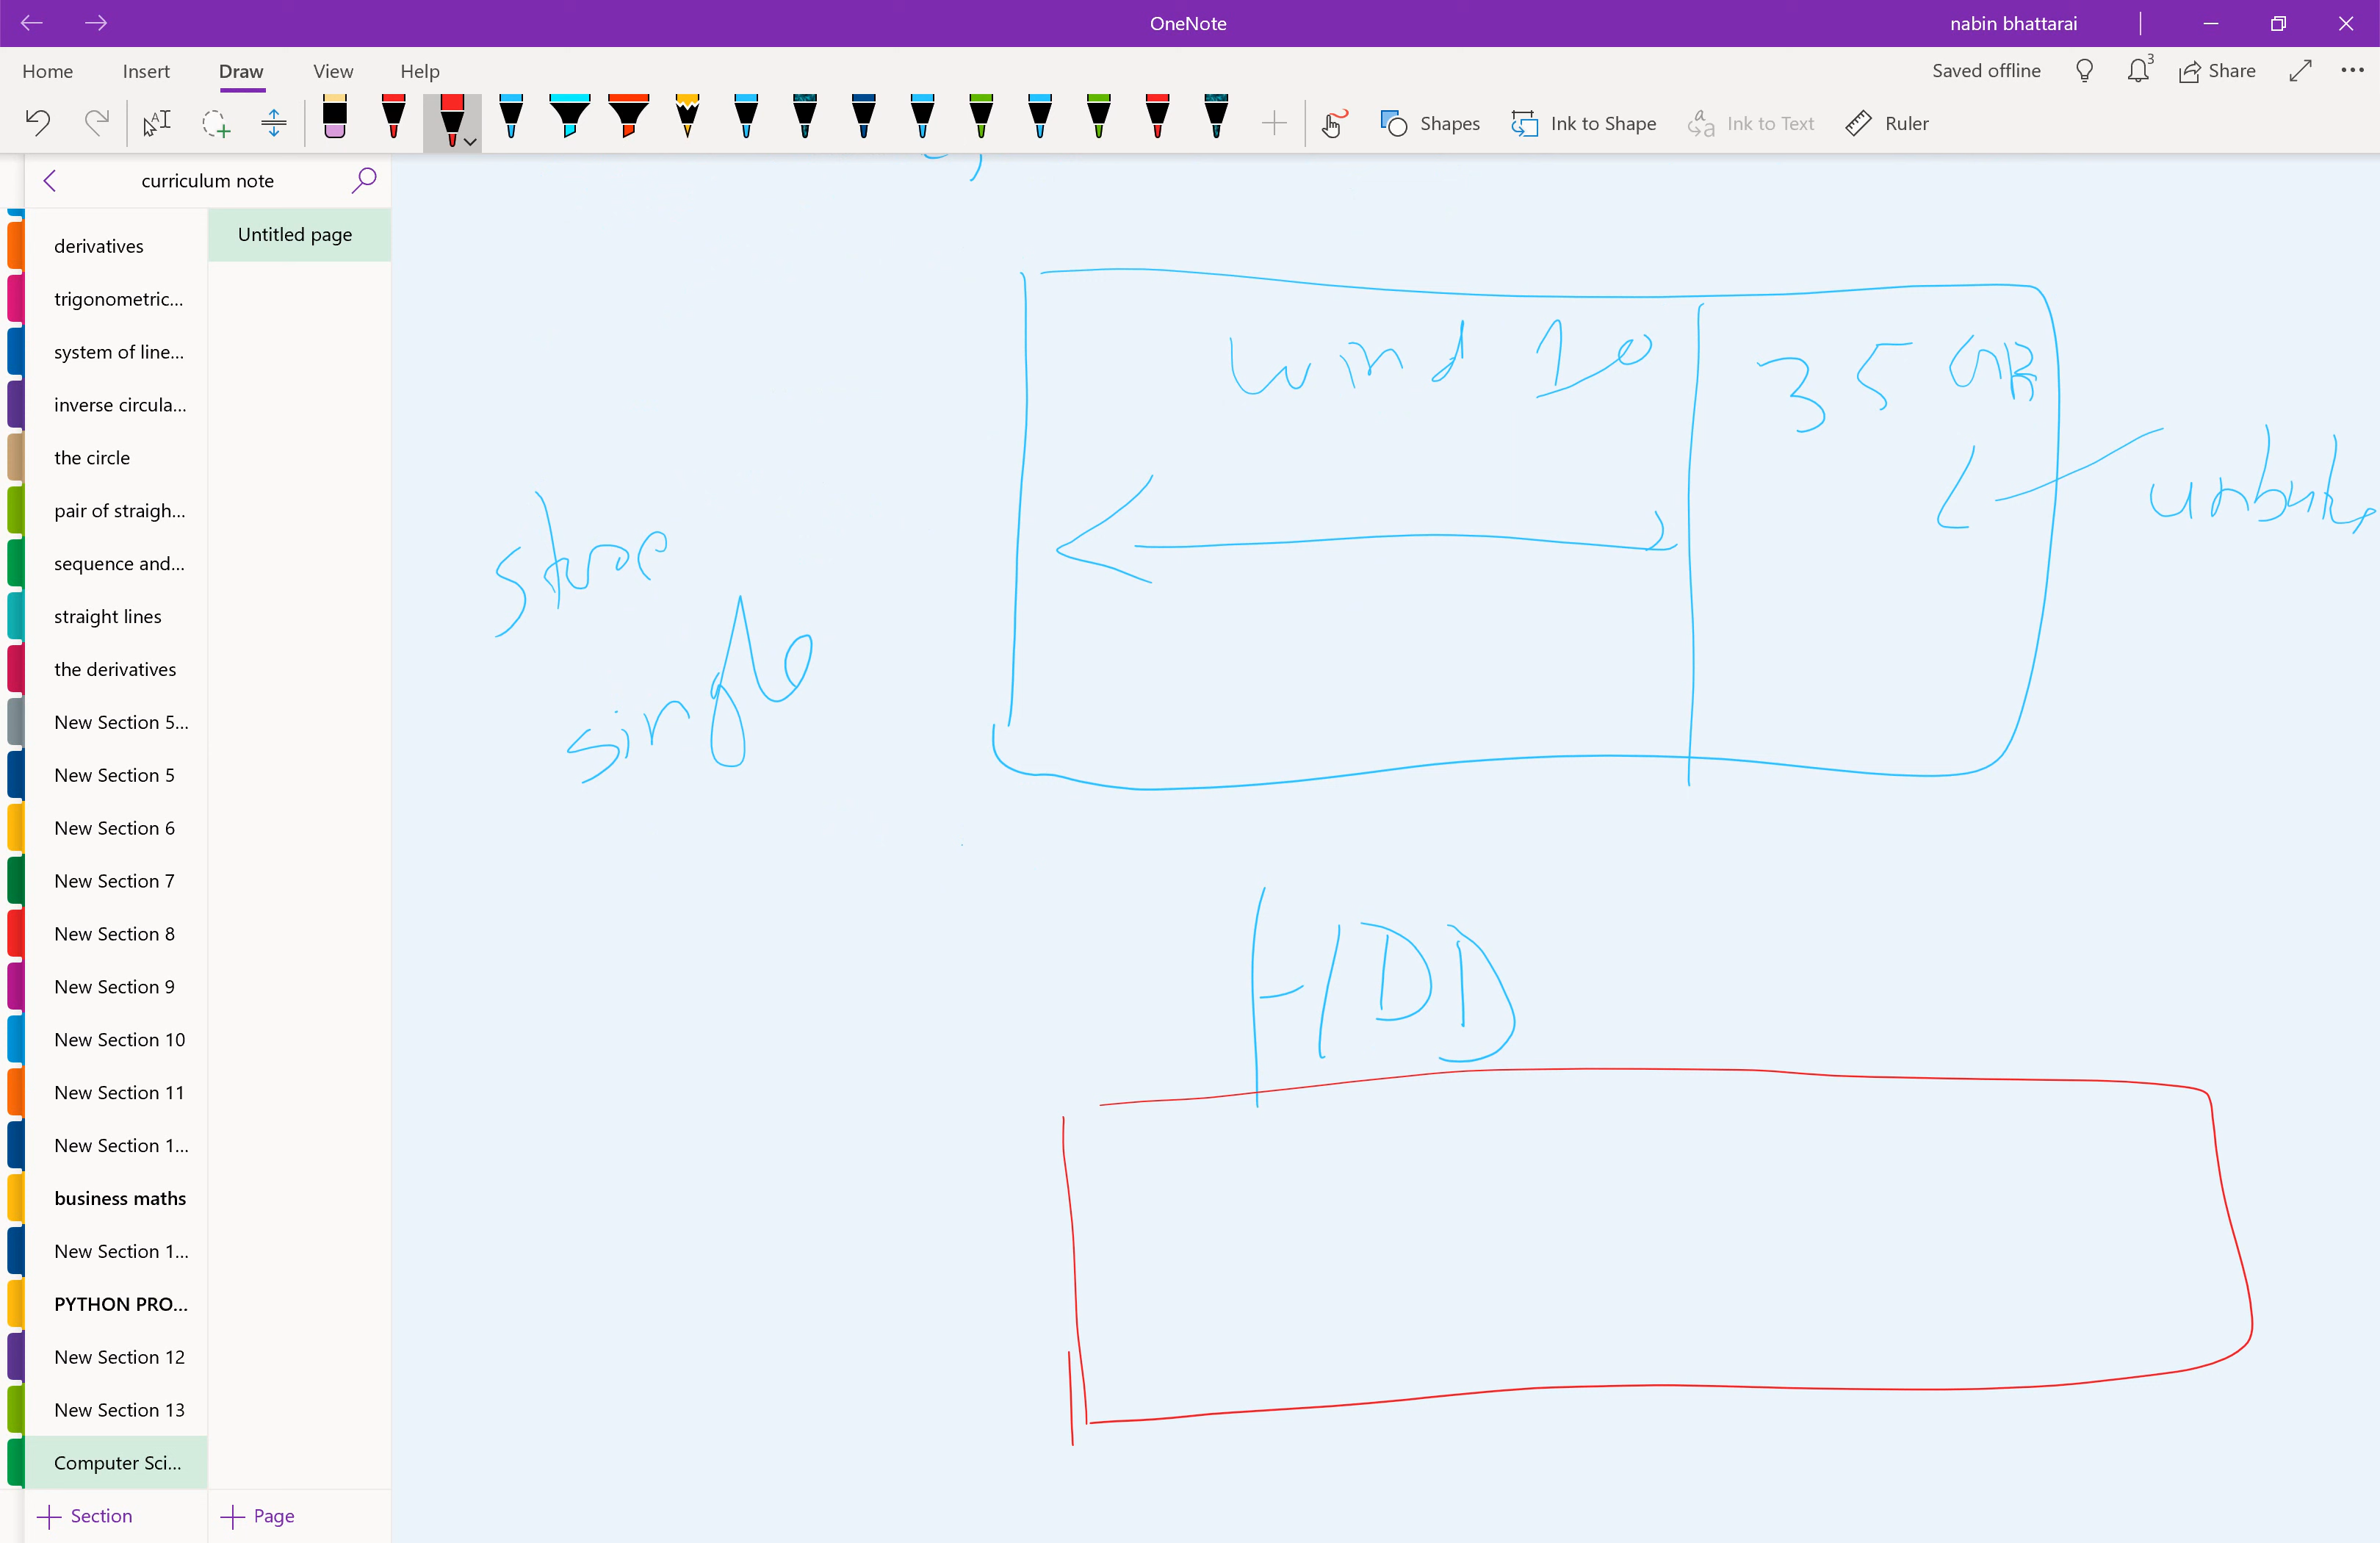 OneNote
nabin bhattarai
Home
Insert
Draw
View
Help
Saved offline
3
Share
Shapes
Ink to Shape
Ink to Text
Ruler
curriculum note
derivatives
trigonometric...
system of line...
inverse circula...
the circle
pair of straigh...
sequence and...
straight lines
the derivatives
New Section 5...
New Section 5
New Section 6
New Section 7
New Section 8
New Section 9
New Section 10
New Section 11
New Section 1...
business maths
New Section 1...
PYTHON PRO...
New Section 12
New Section 13
Computer Sci...
Section
Untitled page
Page
wind 10
35 GB
single
HDD